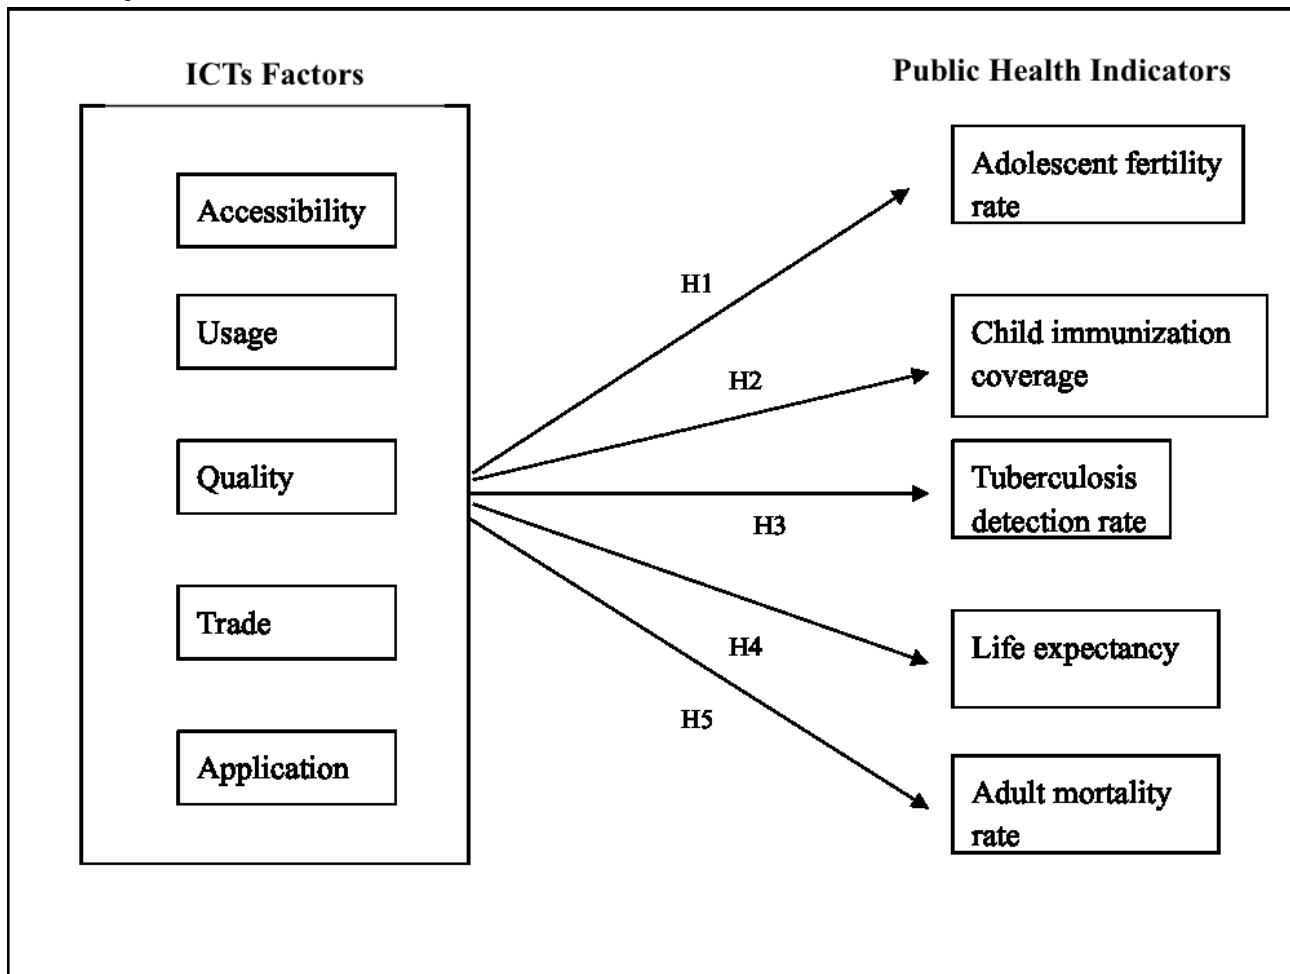 ICTs Factors
Accessibility
Usage
Quality
Trade
Application
H1
H2
H3
H4
H5
Public Health Indicators
Adolescent fertility
rate
Child immunization
coverage
Tuberculosis
detection rate
Life expectancy
Adult mortality
rate